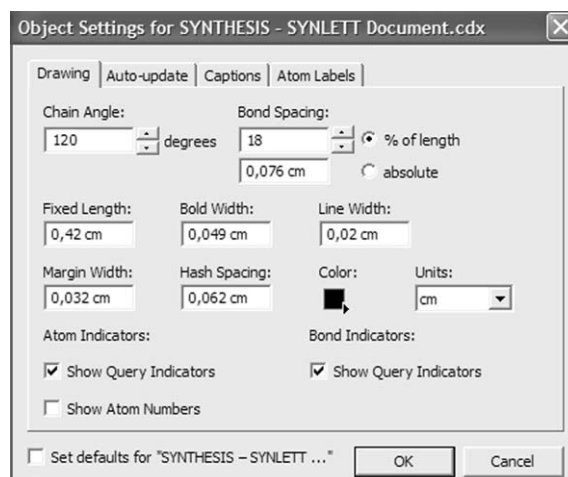 Object Settings for SYNTHESIS - SYNLETT Document.cdx
Drawing Auto-update Captions Atom Labels
Chain Angle: Bond Spacing:
120 degrees 18 % of length
0,076 cm absolute
Fixed Length: Bold Width: Line Width:
0,42 cm 0,049 cm 0,02 cm
Margin Width: Hash Spacing: Color: Units:
0,032 cm 0,062 cm cm
Atom Indicators: Bond Indicators:
Show Query Indicators Show Query Indicators
Show Atom Numbers
Set defaults for "SYNTHESIS – SYNLETT ..." OK Cancel